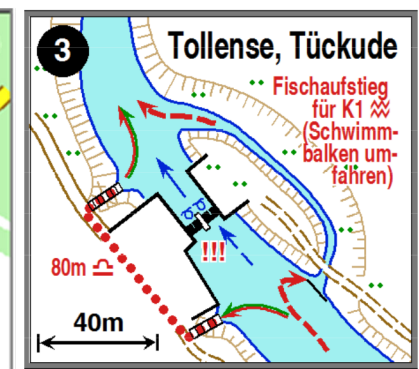 3
Tollense, Tückude
Fischaufstieg
für K1
(Schwimm-
balken um-
fahren)
!!!
80m
40m